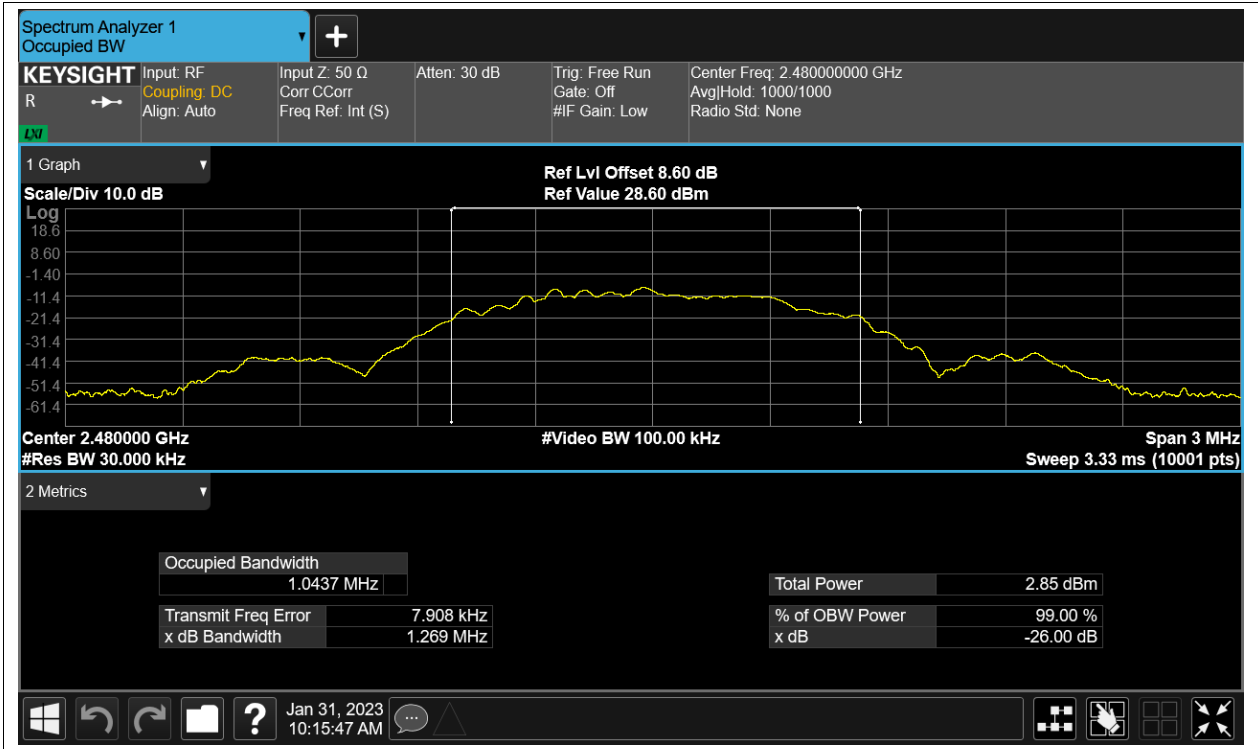 Spectrum Analyzer 1
Occupied BW
KEYSIGHT
R
LXI
Input: RF
Coupling: DC
Align: Auto
Input Z: 50 Ω
Corr CCorr
Freq Ref: Int (S)
Atten: 30 dB
Trig: Free Run
Gate: Off
#IF Gain: Low
Center Freq: 2.480000000 GHz
Avg|Hold: 1000/1000
Radio Std: None
1 Graph
Scale/Div 10.0 dB
Ref Lvl Offset 8.60 dB
Ref Value 28.60 dBm
Log
18.6
8.60
-1.40
-11.4
-21.4
-31.4
-41.4
-51.4
-61.4
Center 2.480000 GHz
#Video BW 100.00 kHz
Span 3 MHz
#Res BW 30.000 kHz
Sweep 3.33 ms (10001 pts)
2 Metrics
Occupied Bandwidth
1.0437 MHz
Total Power 2.85 dBm
Transmit Freq Error 7.908 kHz
% of OBW Power 99.00 %
x dB Bandwidth 1.269 MHz
x dB -26.00 dB
?
Jan 31, 2023
10:15:47 AM